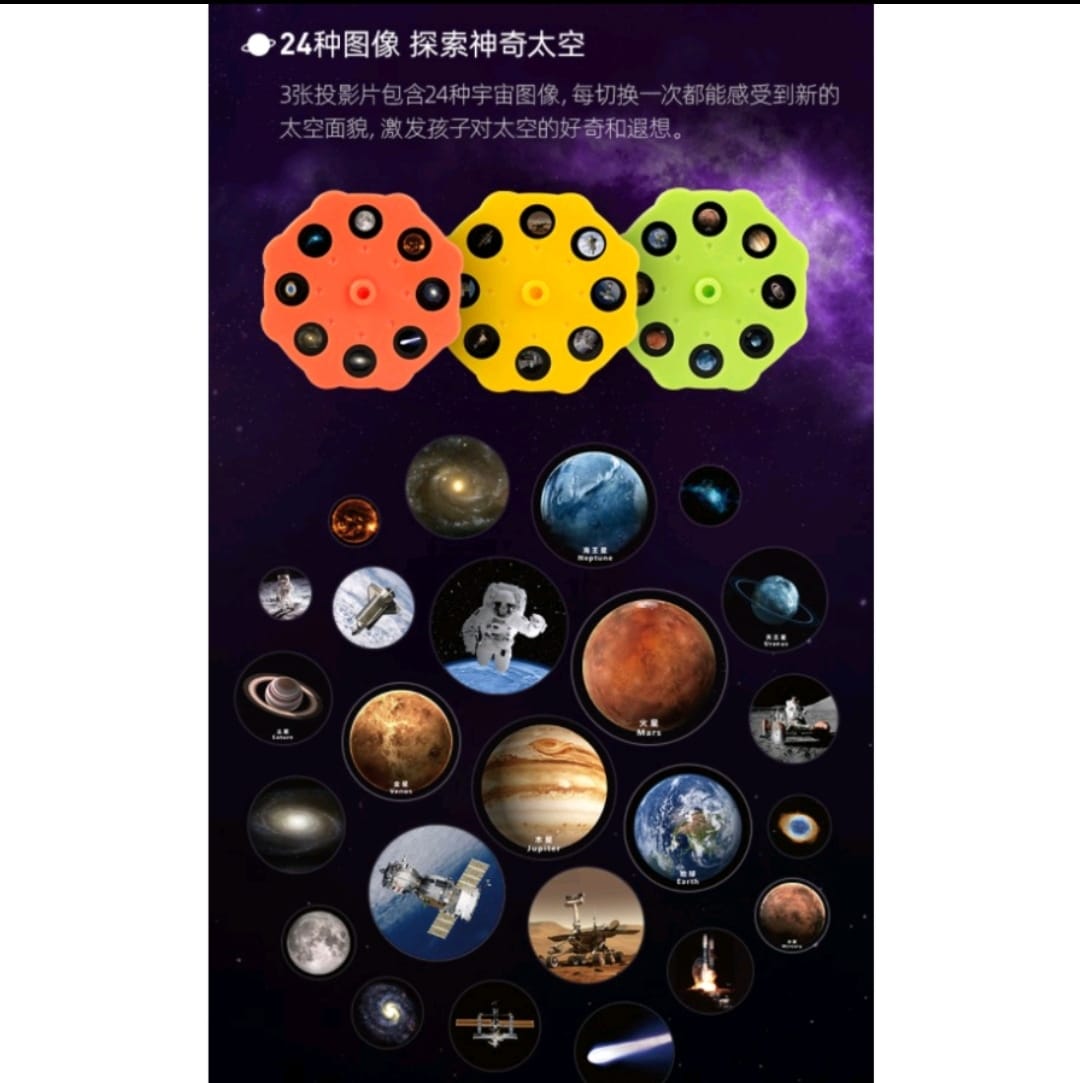 24种图像 探索神奇太空
3张投影片包含24种宇宙图像, 每切换一次都能感受到新的
太空面貌, 激发孩子对太空的好奇和遐想。
海王星
Neptune
天王星
Uranus
火星
Mars
土星
Saturn
金星
Venus
木星
Jupiter
地球
Earth
水星
Mercury